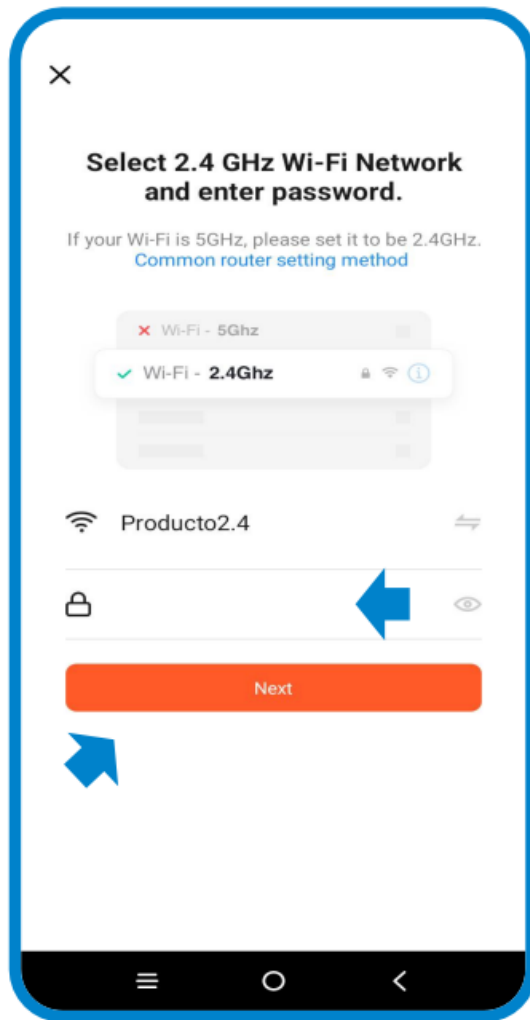 Select 2.4 GHz Wi-Fi Network
and enter password.
If your Wi-Fi is 5GHz, please set it to be 2.4GHz.
Common router setting method
Wi-Fi - 5Ghz
Wi-Fi - 2.4Ghz
Producto2.4
Next